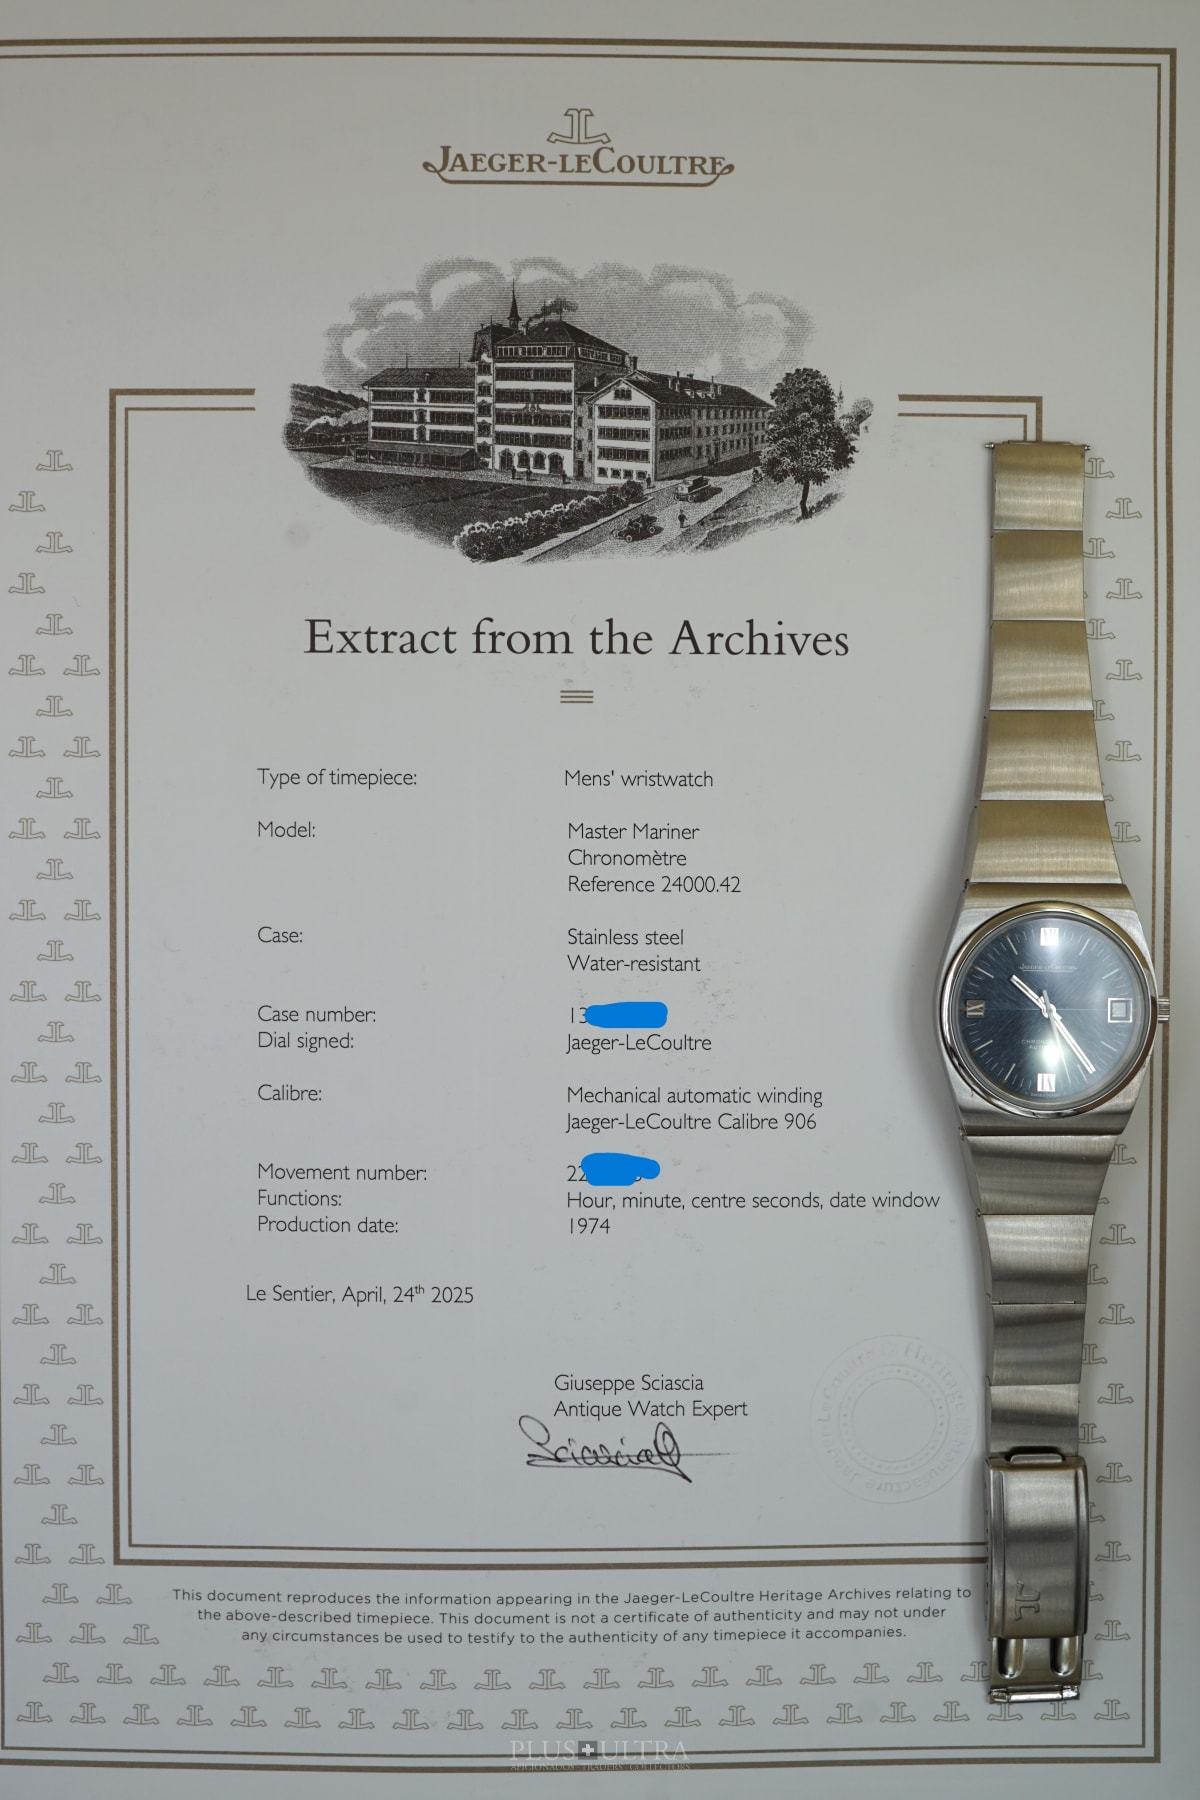 JAEGER-LECOULTRE
Extract from the Archives
Type of timepiece: Mens' wristwatch
Model: Master Mariner
Chronomètre
Reference 24000.42
Case: Stainless steel
Water-resistant
Case number: 13
Dial signed: Jaeger-LeCoultre
Calibre: Mechanical automatic winding
Jaeger-LeCoultre Calibre 906
Movement number: 22
Functions: Hour, minute, centre seconds, date window
Production date: 1974
Le Sentier, April, 24th 2025
Giuseppe Sciascia
Antique Watch Expert
JAEGER-LECOULTRE
This document reproduces the information appearing in the Jaeger-LeCoultre Heritage Archives relating to
the above-described timepiece. This document is not a certificate of authenticity and may not under
any circumstances be used to testify to the authenticity of any timepiece it accompanies.
PLUS+ULTRA
AFICIONADOS TRADERS COLLECTORS